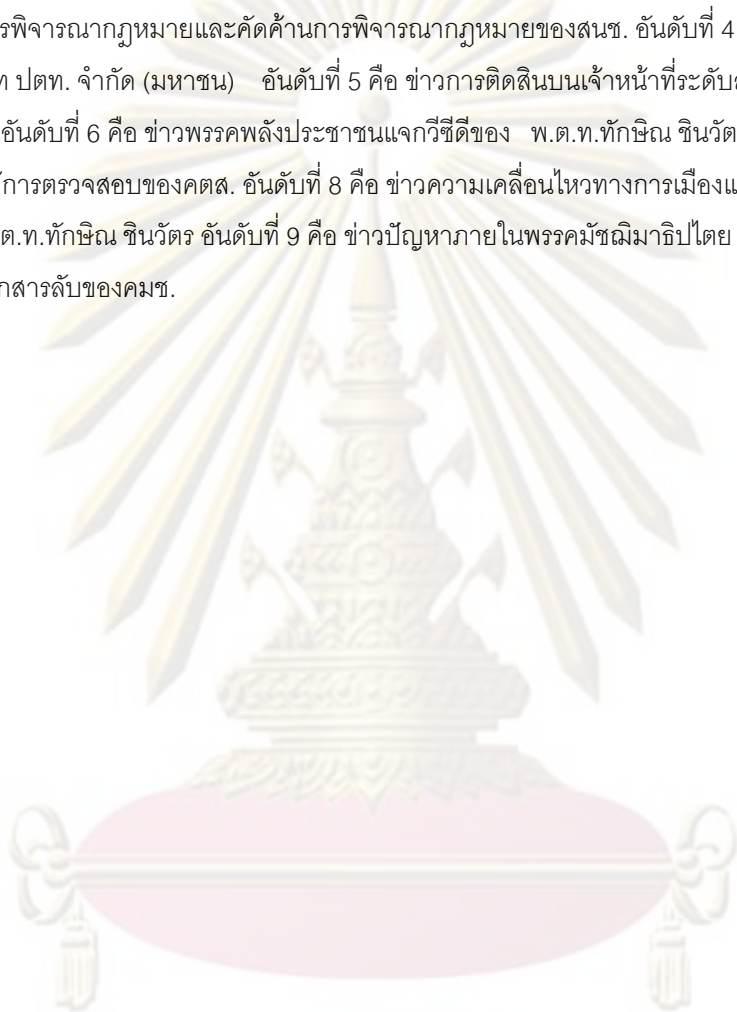 รพิจารณากฎหมายและคัดค้านการพิจารณากฎหมายของสนช. อันดับที่ 4
ท ปตท. จำกัด (มหาชน) อันดับที่ 5 คือ ข่าวการติดสินบนเจ้าหน้าที่ระดับ
อันดับที่ 6 คือ ข่าวพรรคพลังประชาชนแจกวีซีดีของ พ.ต.ท.ทักษิณ ชินวัต
การตรวจสอบของคตส. อันดับที่ 8 คือ ข่าวความเคลื่อนไหวทางการเมือง
ต.ท.ทักษิณ ชินวัตร อันดับที่ 9 คือ ข่าวปัญหาภายในพรรคมัชฌิมาธิปไตย
กสารลับของคมช.